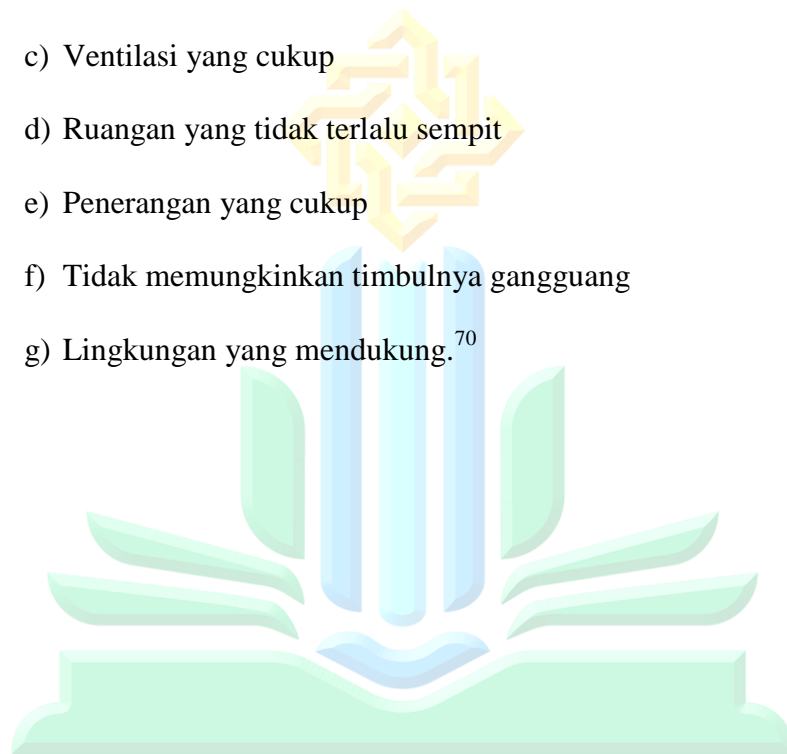 c) Ventilasi yang cukup
d) Ruangan yang tidak terlalu sempit
e) Penerangan yang cukup
f) Tidak memungkinkan timbulnya gangguang
g) Lingkungan yang mendukung.70